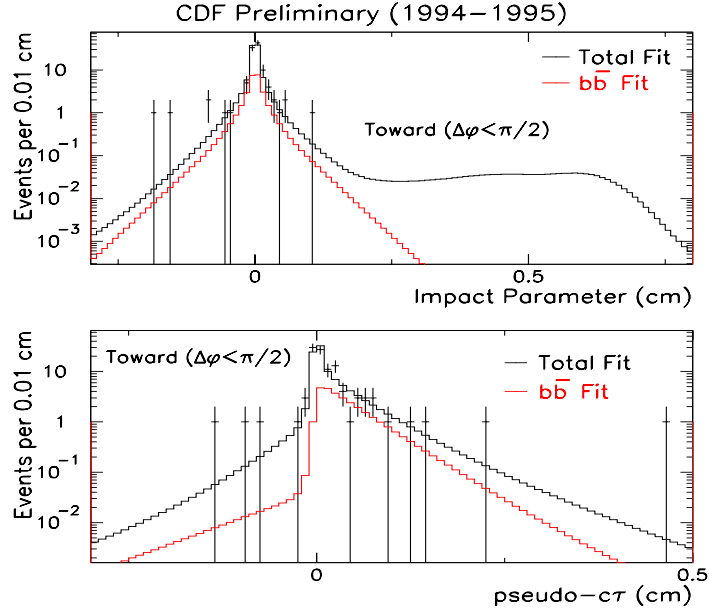 CDF Preliminary (1994−1995)
Events per 0.01 cm
10
1
10⁻¹
10⁻²
10⁻³
Total Fit
bb̅ Fit
Toward (Δφ<π/2)
0
0.5
Impact Parameter (cm)
Events per 0.01 cm
10
1
10⁻¹
10⁻²
Toward (Δφ<π/2)
Total Fit
bb̅ Fit
0
0.5
pseudo−cτ (cm)